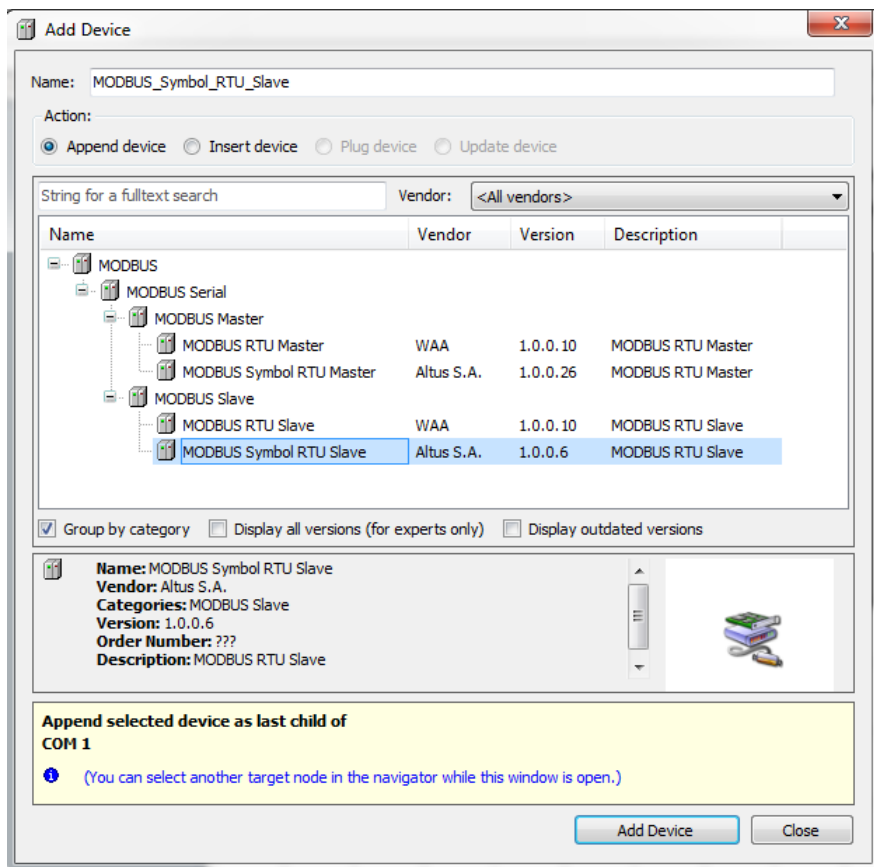 Add Device
Name: MODBUS_Symbol_RTU_Slave
Action:
Append device Insert device Plug device Update device
String for a fulltext search Vendor: <All vendors>
Name Vendor Version Description
MODBUS
MODBUS Serial
MODBUS Master
MODBUS RTU Master WAA 1.0.0.10 MODBUS RTU Master
MODBUS Symbol RTU Master Altus S.A. 1.0.0.26 MODBUS RTU Master
MODBUS Slave
MODBUS RTU Slave WAA 1.0.0.10 MODBUS RTU Slave
MODBUS Symbol RTU Slave Altus S.A. 1.0.0.6 MODBUS RTU Slave
Group by category Display all versions (for experts only) Display outdated versions
Name: MODBUS Symbol RTU Slave
Vendor: Altus S.A.
Categories: MODBUS Slave
Version: 1.0.0.6
Order Number: ???
Description: MODBUS RTU Slave
Append selected device as last child of
COM 1
(You can select another target node in the navigator while this window is open.)
Add Device Close